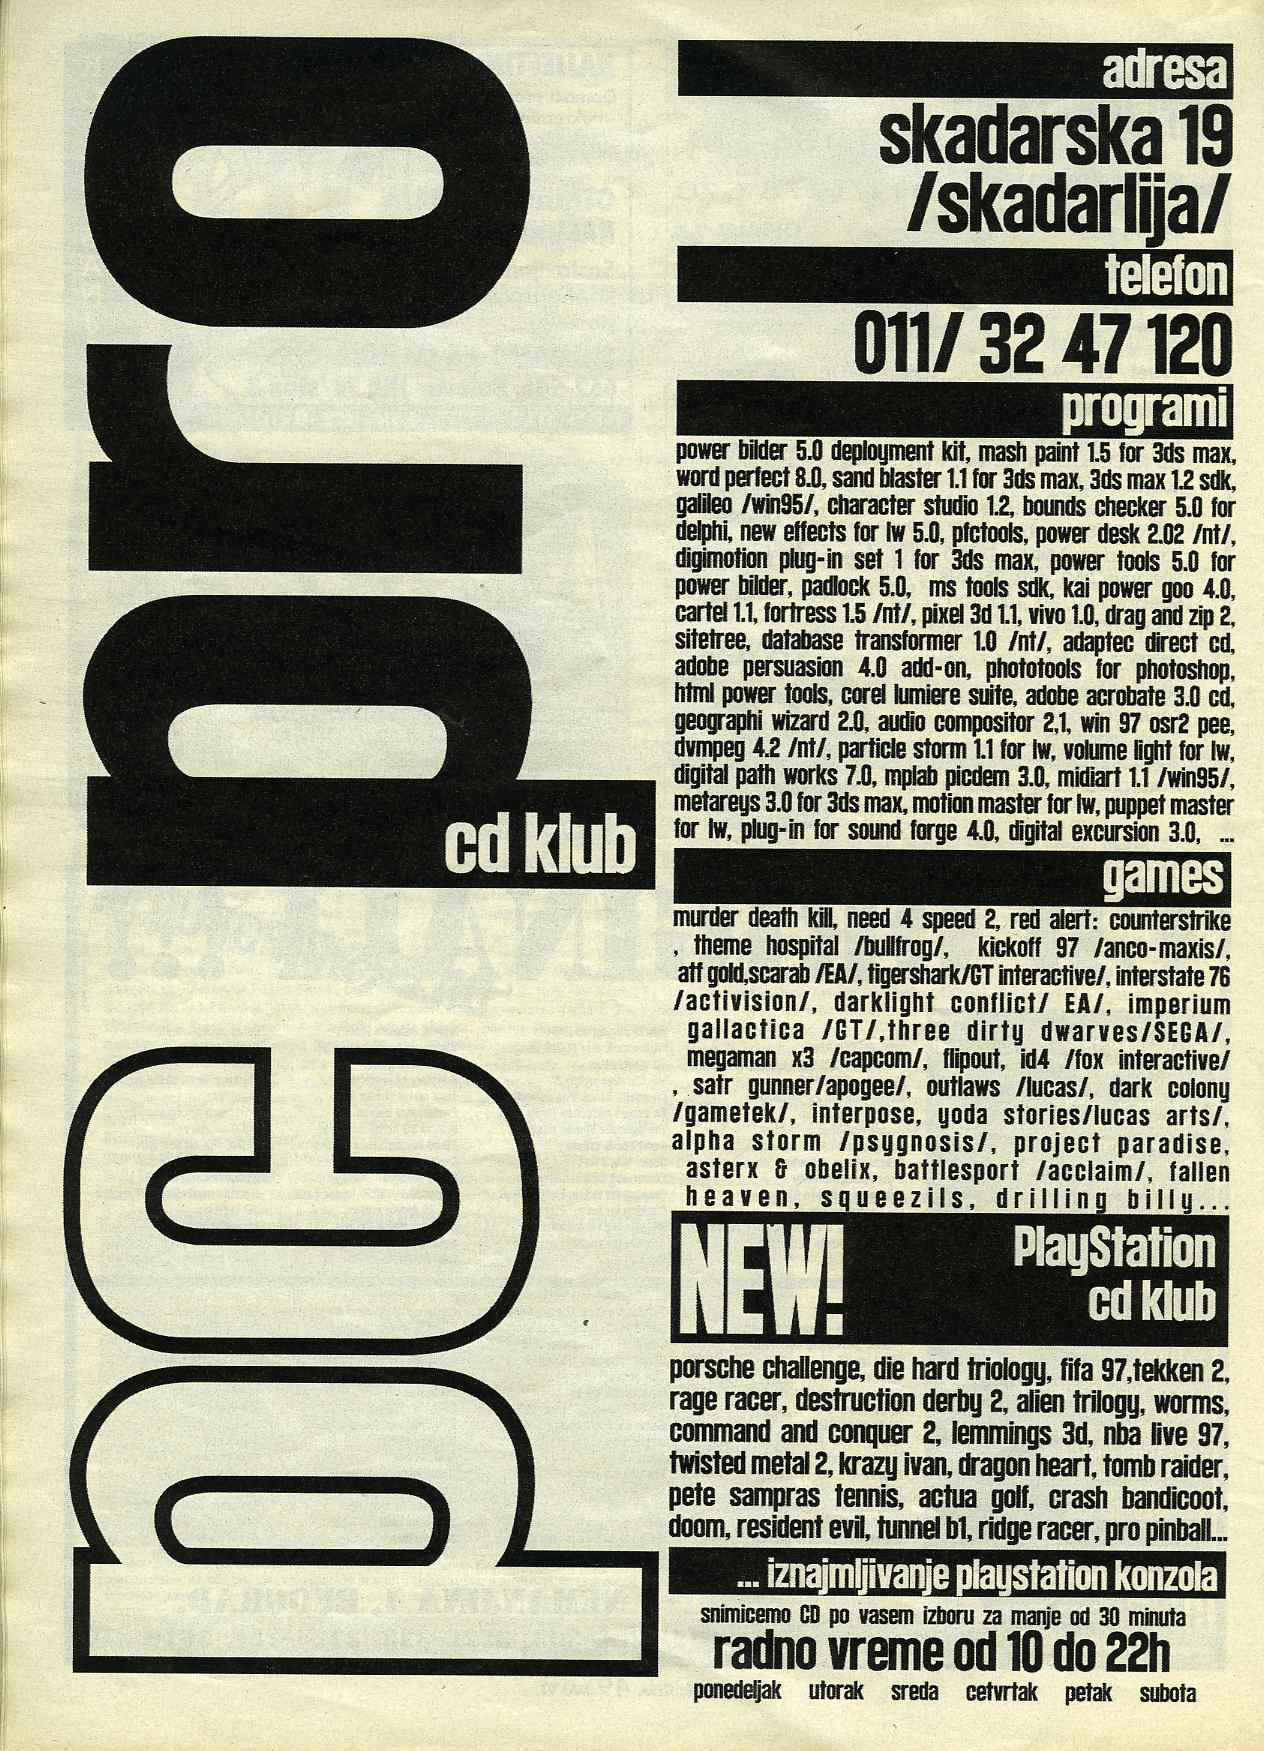 pc pro
cd klub
adresa
skadarska 19
/skadarlija/
telefon
011/ 32 47 120
programi
power bilder 5.0 deployment kit, mash paint 1.5 for 3ds max,
word perfect 8.0, sand blaster 1.1 for 3ds max, 3ds max 1.2 sdk,
galileo /win95/, character studio 1.2, bounds checker 5.0 for
delphi, new effects for lw 5.0, pfctools, power desk 2.02 /nt/,
digimotion plug-in set 1 for 3ds max, power tools 5.0 for
power bilder, padlock 5.0, ms tools sdk, kai power goo 4.0,
cartel 1.1, fortress 1.5 /nt/, pixel 3d 1.1, vivo 1.0, drag and zip 2,
sitetree, database transformer 1.0 /nt/, adaptec direct cd,
adobe persuasion 4.0 add-on, phototools for photoshop,
html power tools, corel lumiere suite, adobe acrobate 3.0 cd,
geographi wizard 2.0, audio compositor 2,1, win 97 osr2 pee,
dvmpeg 4.2 /nt/, particle storm 1.1 for lw, volume light for lw,
digital path works 7.0, mplab picdem 3.0, midiart 1.1 /win95/,
metareys 3.0 for 3ds max, motion master for lw, puppet master
for lw, plug-in for sound forge 4.0, digital excursion 3.0, ...
games
murder death kill, need 4 speed 2, red alert: counterstrike
, theme hospital /bullfrog/, kickoff 97 /anco-maxis/,
atf gold,scarab /EA/, tigershark/GT interactive/, interstate 76
/activision/, darklight conflict/ EA/, imperium
gallactica /GT/,three dirty dwarves/SEGA/,
megaman x3 /capcom/, flipout, id4 /fox interactive/
, satr gunner/apogee/, outlaws /lucas/, dark colony
/gametek/, interpose, yoda stories/lucas arts/,
alpha storm /psygnosis/, project paradise,
asterx & obelix, battlesport /acclaim/, fallen
heaven, squeezils, drilling billy...
NEW!
PlayStation
cd klub
porsche challenge, die hard triology, fifa 97,tekken 2,
rage racer, destruction derby 2, alien trilogy, worms,
command and conquer 2, lemmings 3d, nba live 97,
twisted metal 2, krazy ivan, dragon heart, tomb raider,
pete sampras tennis, actua golf, crash bandicoot,
doom, resident evil, tunnel b1, ridge racer, pro pinball...
... iznajmljivanje playstation konzola
snimicemo CD po vasem izboru za manje od 30 minuta
radno vreme od 10 do 22h
ponedeljak utorak sreda cetvrtak petak subota